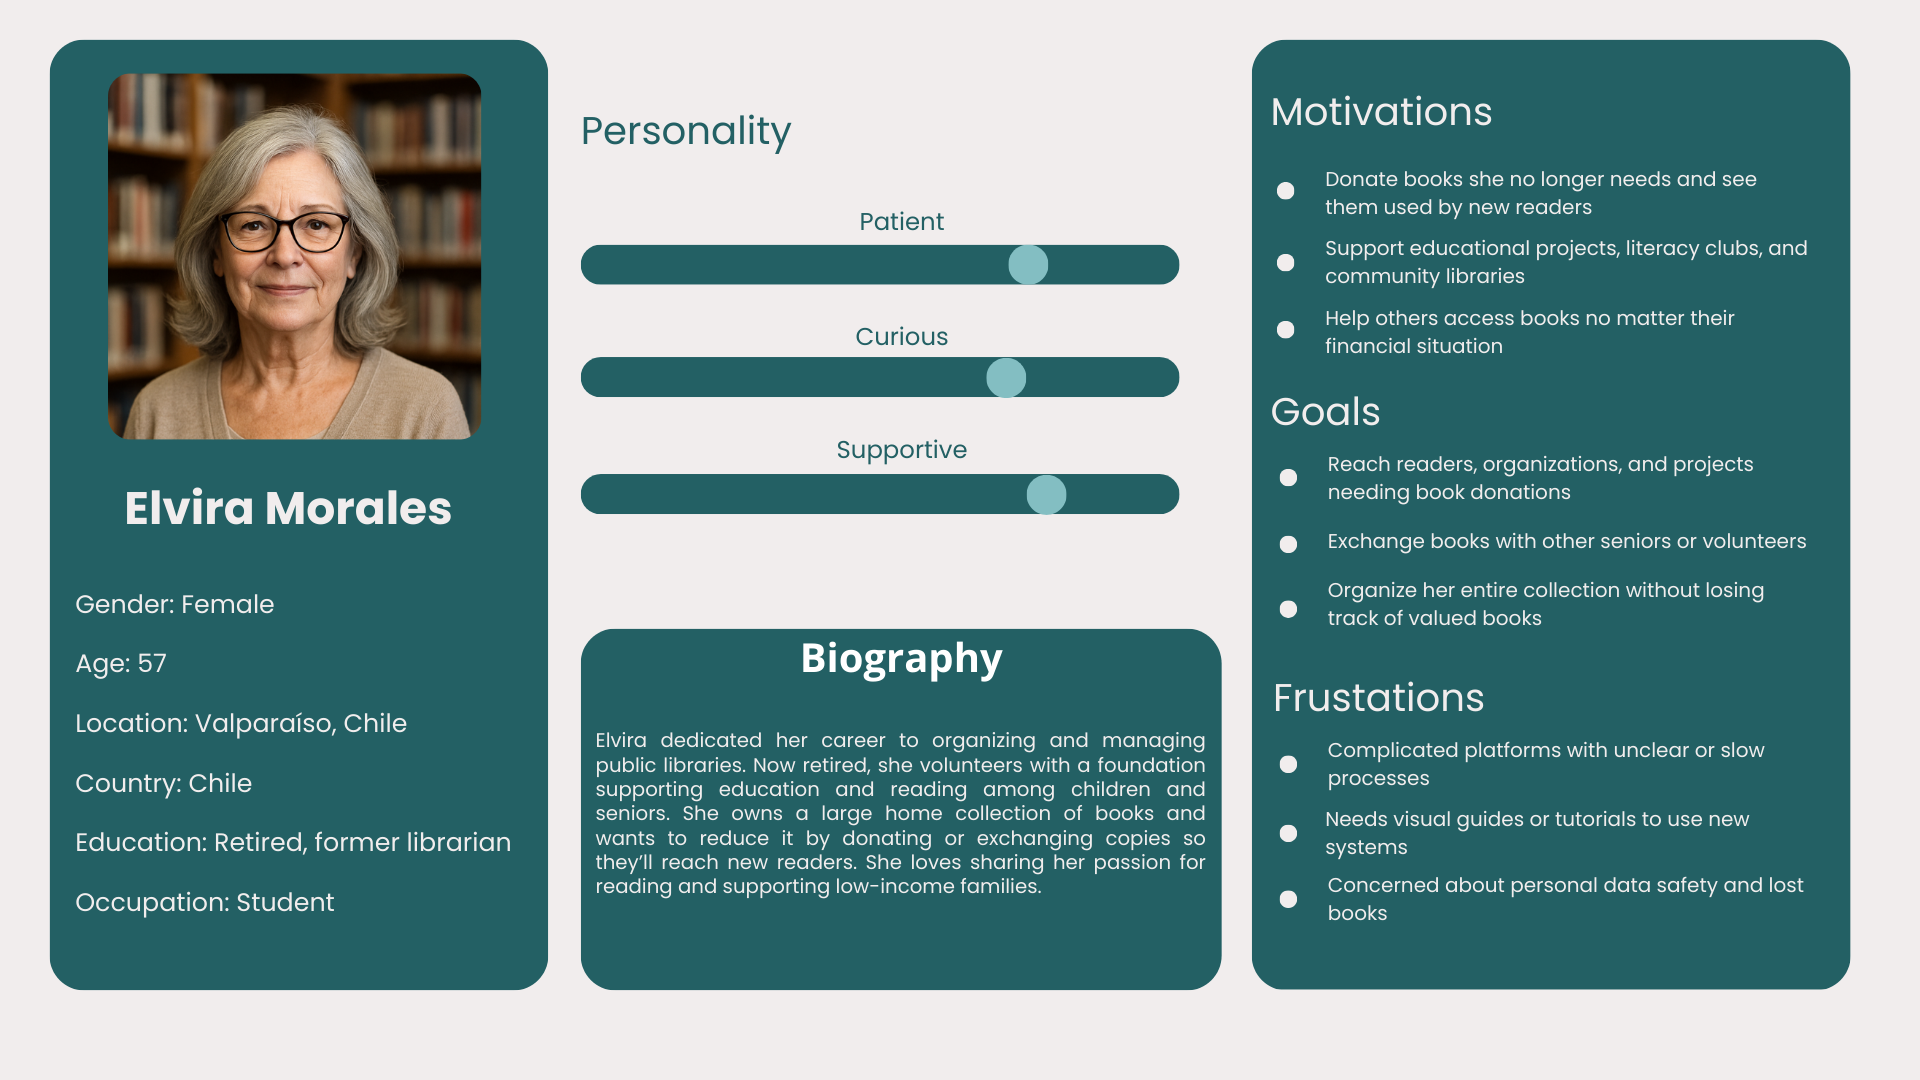 Elvira Morales
Gender: Female
Age: 57
Location: Valparaíso, Chile
Country: Chile
Education: Retired, former librarian
Occupation: Student
Personality
Patient
Curious
Supportive
Biography
Elvira dedicated her career to organizing and managing
public libraries. Now retired, she volunteers with a foundation
supporting education and reading among children and
seniors. She owns a large home collection of books and
wants to reduce it by donating or exchanging copies so
they’ll reach new readers. She loves sharing her passion for
reading and supporting low-income families.
Motivations
Donate books she no longer needs and see
them used by new readers
Support educational projects, literacy clubs, and
community libraries
Help others access books no matter their
financial situation
Goals
Reach readers, organizations, and projects
needing book donations
Exchange books with other seniors or volunteers
Organize her entire collection without losing
track of valued books
Frustations
Complicated platforms with unclear or slow
processes
Needs visual guides or tutorials to use new
systems
Concerned about personal data safety and lost
books